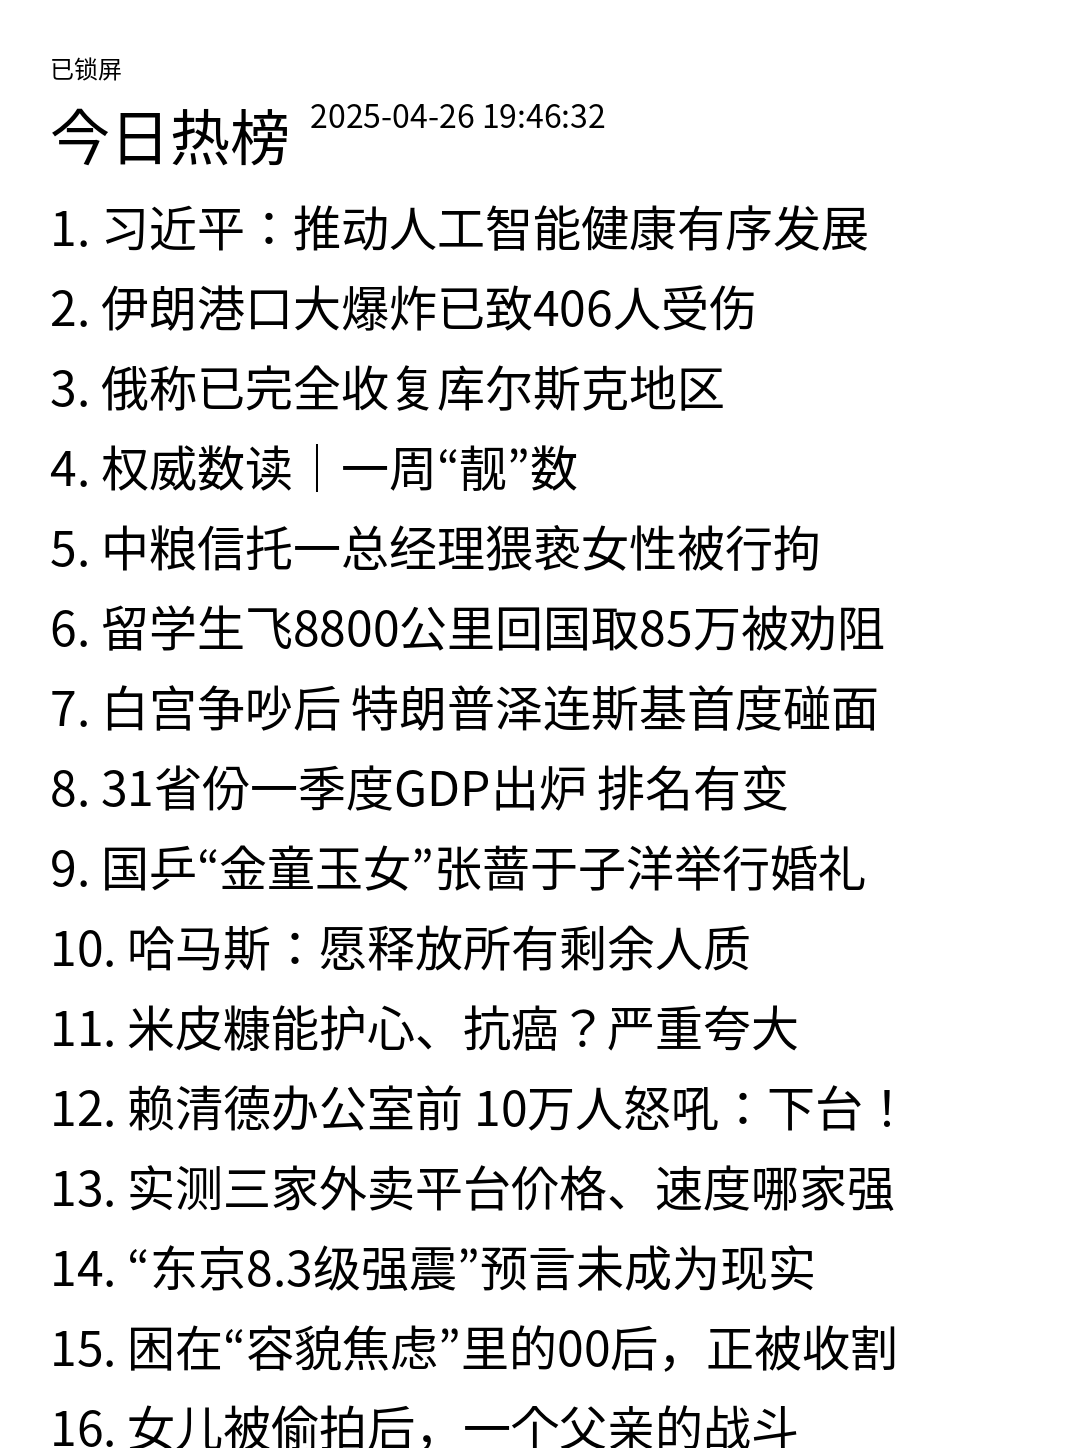 已锁屏
今日热榜 2025-04-26 19:46:32
1. 习近平：推动人工智能健康有序发展
2. 伊朗港口大爆炸已致406人受伤
3. 俄称已完全收复库尔斯克地区
4. 权威数读｜一周“靓”数
5. 中粮信托一总经理猥亵女性被行拘
6. 留学生飞8800公里回国取85万被劝阻
7. 白宫争吵后 特朗普泽连斯基首度碰面
8. 31省份一季度GDP出炉 排名有变
9. 国乒“金童玉女”张蔷于子洋举行婚礼
10. 哈马斯：愿释放所有剩余人质
11. 米皮糠能护心、抗癌？严重夸大
12. 赖清德办公室前 10万人怒吼：下台！
13. 实测三家外卖平台价格、速度哪家强
14. “东京8.3级强震”预言未成为现实
15. 困在“容貌焦虑”里的00后，正被收割
16. 女儿被偷拍后，一个父亲的战斗